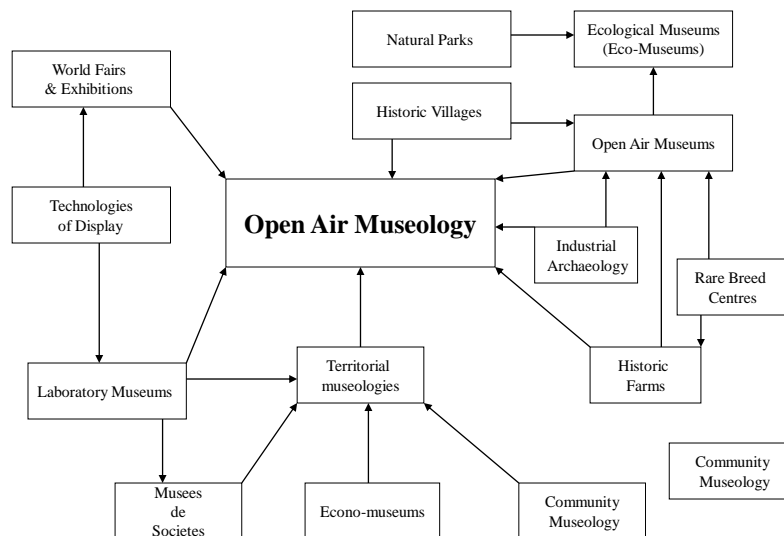 Natural Parks
Ecological Museums
(Eco-Museums)
World Fairs
& Exhibitions
Historic Villages
Open Air Museums
Technologies
of Display
Open Air Museology
Industrial
Archaeology
Rare Breed
Centres
Laboratory Museums
Territorial
museologies
Historic
Farms
Community
Museology
Musees
de
Societes
Econo-museums
Community
Museology